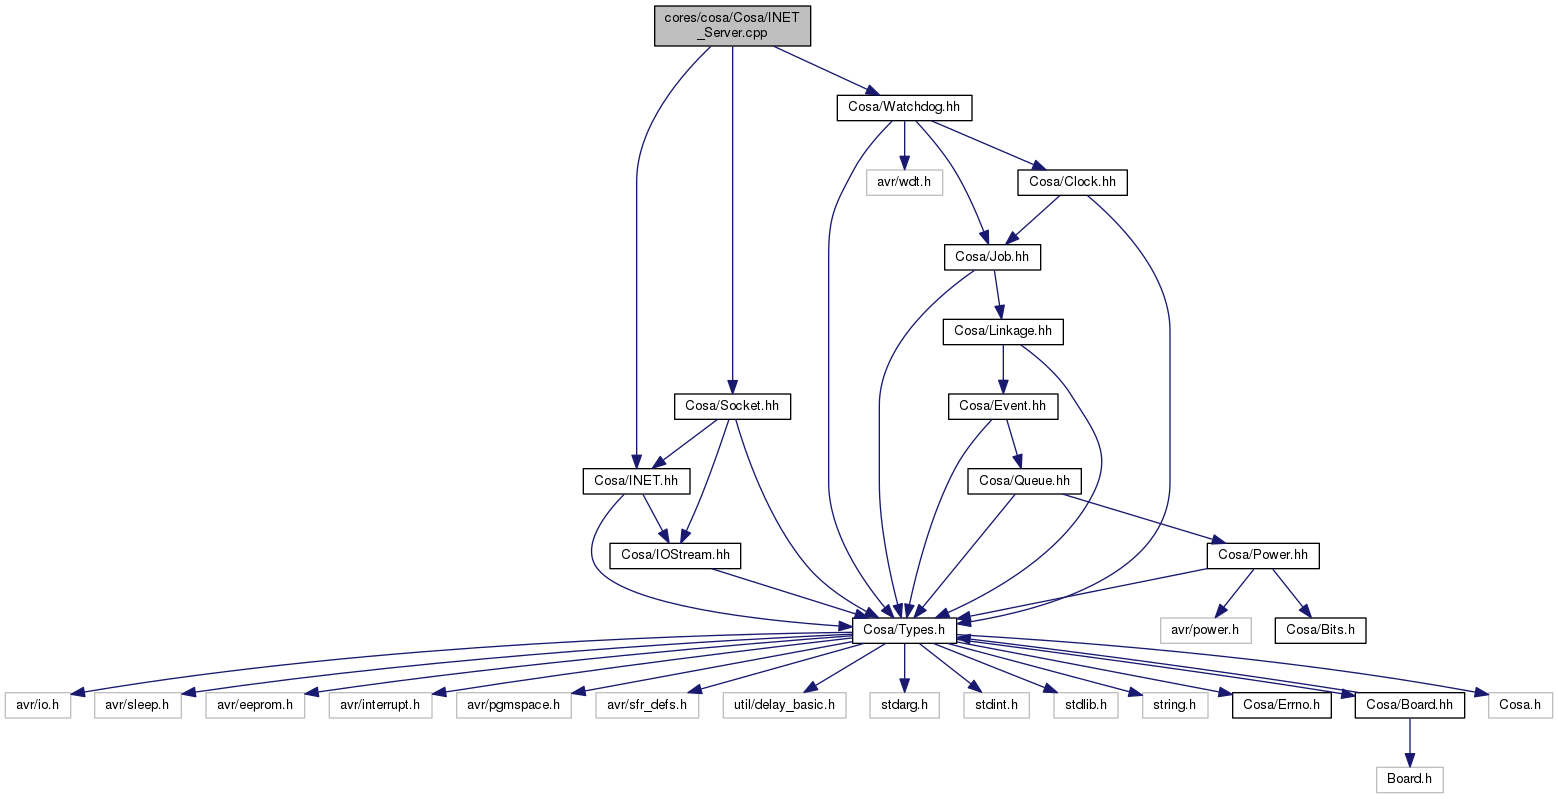 cores/cosa/Cosa/INET
_Server.cpp
Cosa/Watchdog.hh
avr/wdt.h
Cosa/Clock.hh
Cosa/Job.hh
Cosa/Linkage.hh
Cosa/Socket.hh
Cosa/Event.hh
Cosa/INET.hh
Cosa/Queue.hh
Cosa/IOStream.hh
Cosa/Power.hh
Cosa/Types.h
avr/power.h
Cosa/Bits.h
avr/io.h
avr/sleep.h
avr/eeprom.h
avr/interrupt.h
avr/pgmspace.h
avr/sfr_defs.h
util/delay_basic.h
stdarg.h
stdint.h
stdlib.h
string.h
Cosa/Errno.h
Cosa/Board.hh
Cosa.h
Board.h